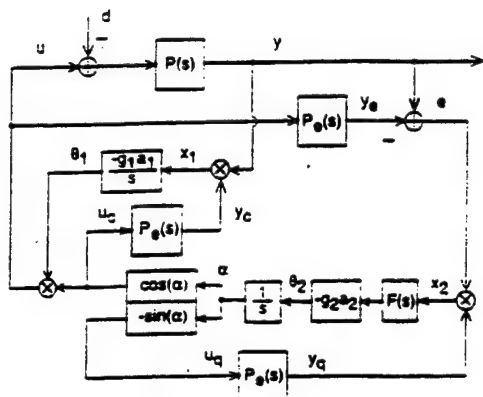 d
u
−
P(s)
y
Pe(s)
ye
e
−
θ1
-g1a1
s
x1
uc
Pe(s)
yc
cos(α)
-sin(α)
α
1
s
θ2
-g2a2
F(s)
x2
uq
Pe(s)
yq